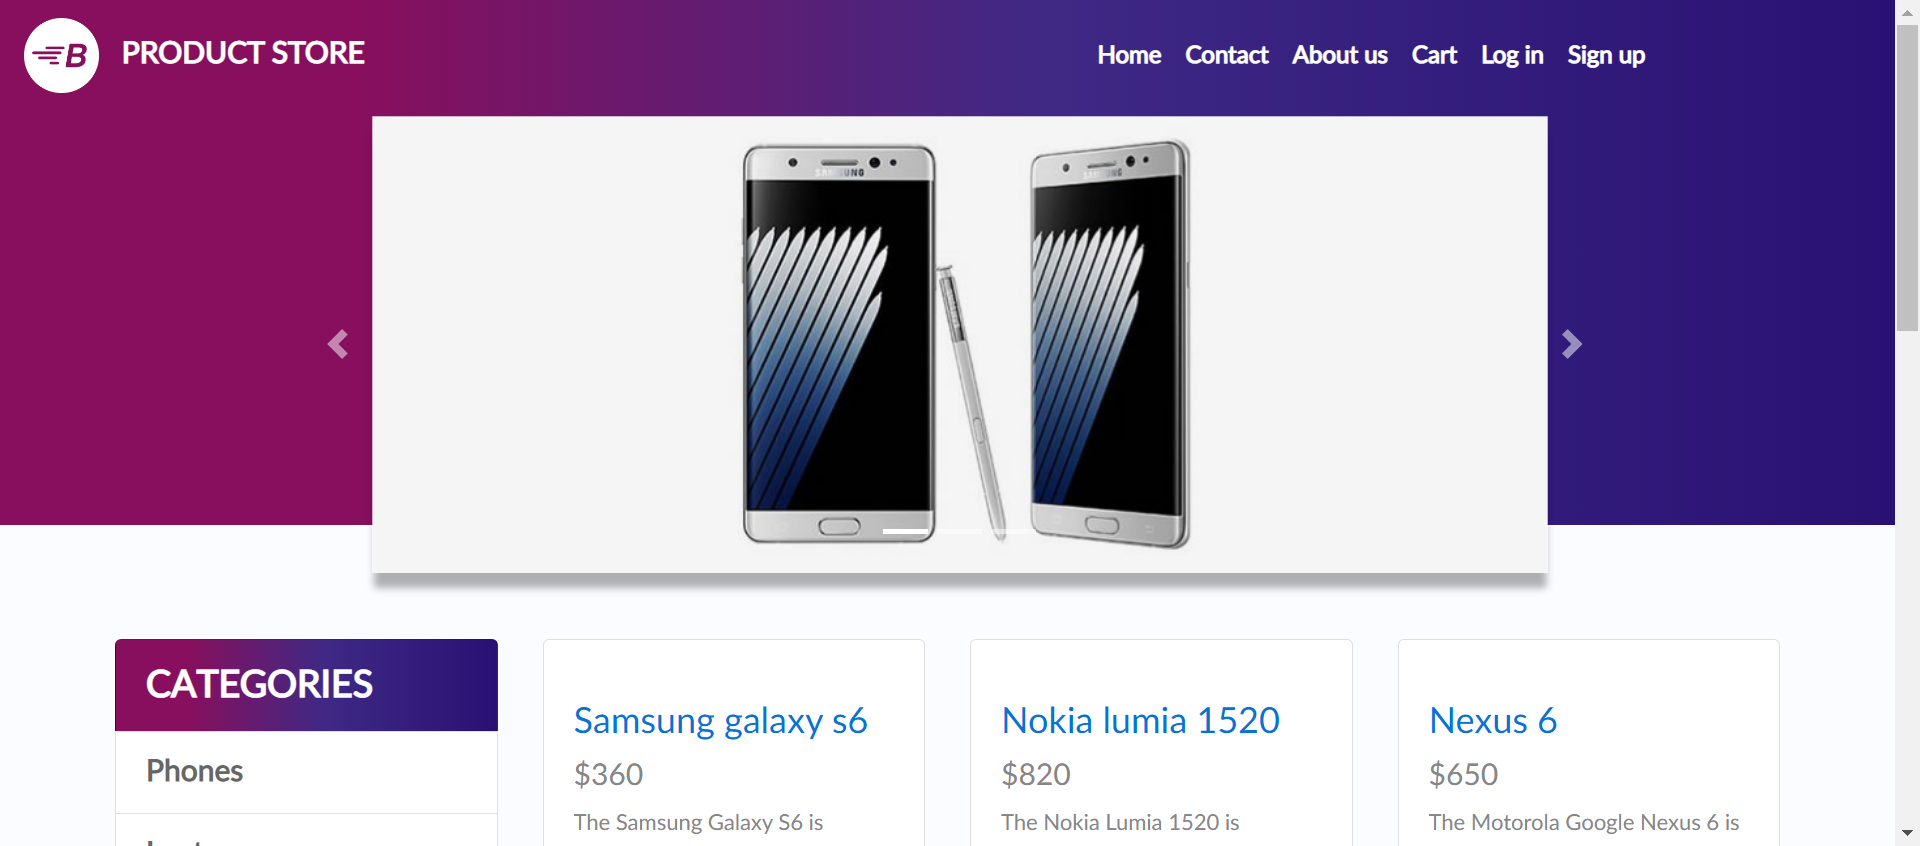 B PRODUCT STORE
Home Contact About us Cart Log in Sign up
SAMSUNG
SAMSUNG
CATEGORIES
Phones
Samsung galaxy s6
$360
The Samsung Galaxy S6 is
Nokia lumia 1520
$820
The Nokia Lumia 1520 is
Nexus 6
$650
The Motorola Google Nexus 6 is